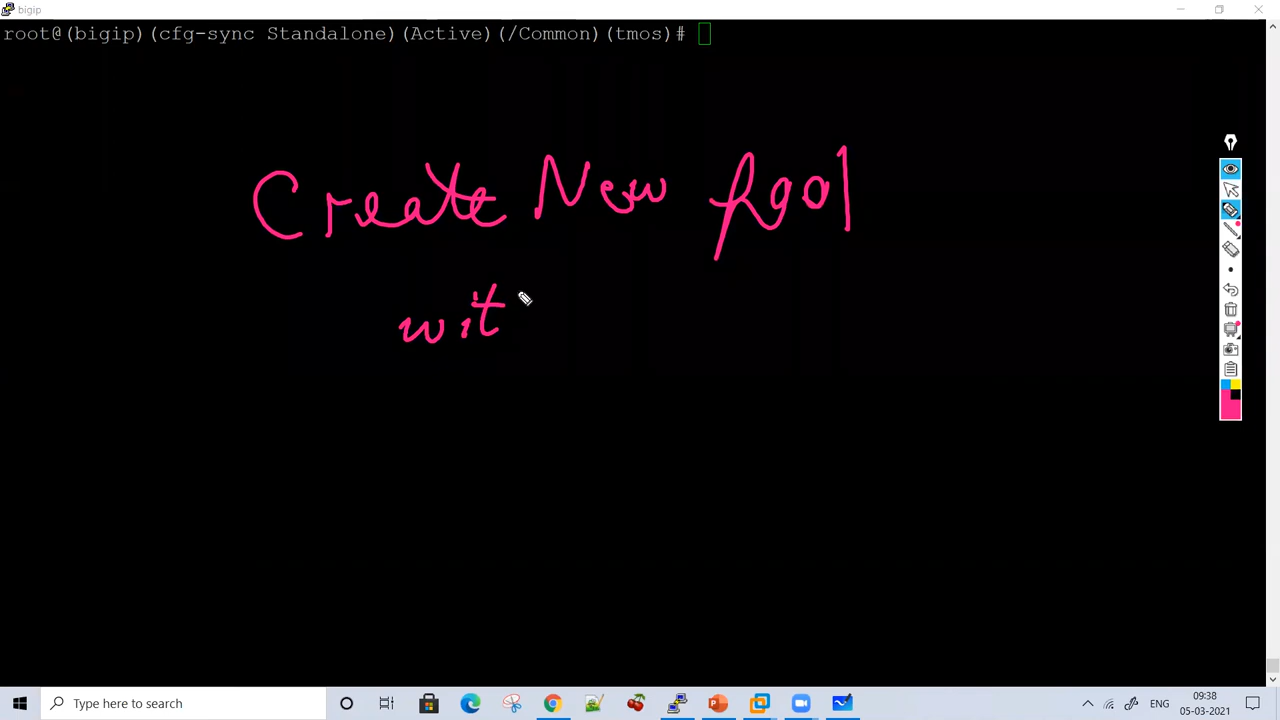 bigip
root@(bigip)(cfg-sync Standalone)(Active)(/Common)(tmos)#
Create New Pool
wit
Type here to search
ENG
09:38
05-03-2021